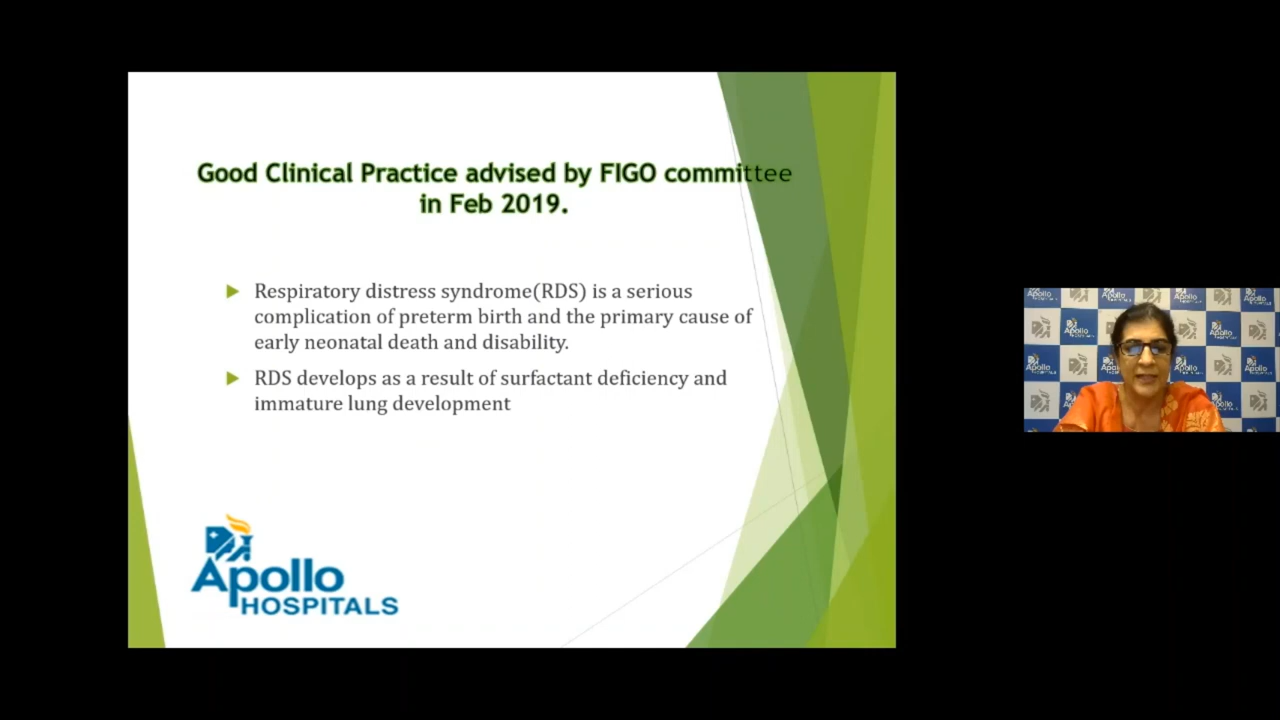 Good Clinical Practice advised by FIGO committee
in Feb 2019.
Respiratory distress syndrome(RDS) is a serious
complication of preterm birth and the primary cause of
early neonatal death and disability.
RDS develops as a result of surfactant deficiency and
immature lung development
Apollo
HOSPITALS